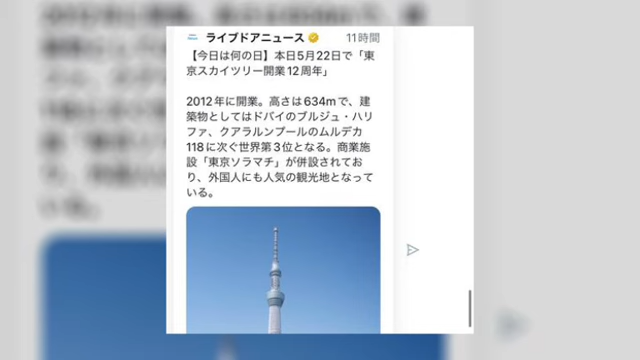 ライブドアニュース 11時間
【今日は何の日】本日5月22日で「東
京スカイツリー開業12周年」
2012年に開業。高さは634mで、建
築物としてはドバイのブルジュ・ハリ
ファ、クアラルンプールのムルデカ
118に次ぐ世界第3位となる。商業施
設「東京ソラマチ」が併設されてお
り、外国人にも人気の観光地となって
いる。